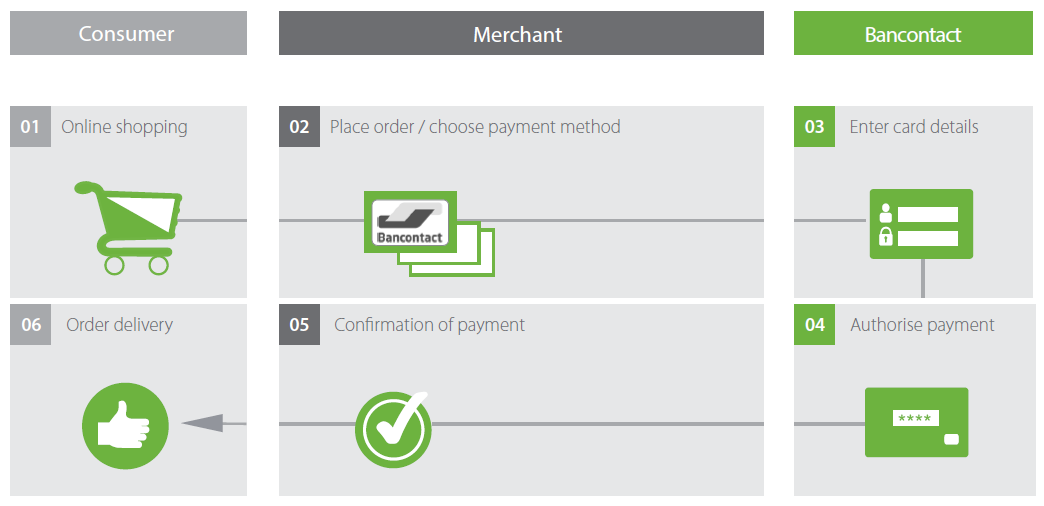 Consumer
Merchant
Bancontact
01 Online shopping
02 Place order / choose payment method
03 Enter card details
Bancontact
06 Order delivery
05 Confirmation of payment
04 Authorise payment
****